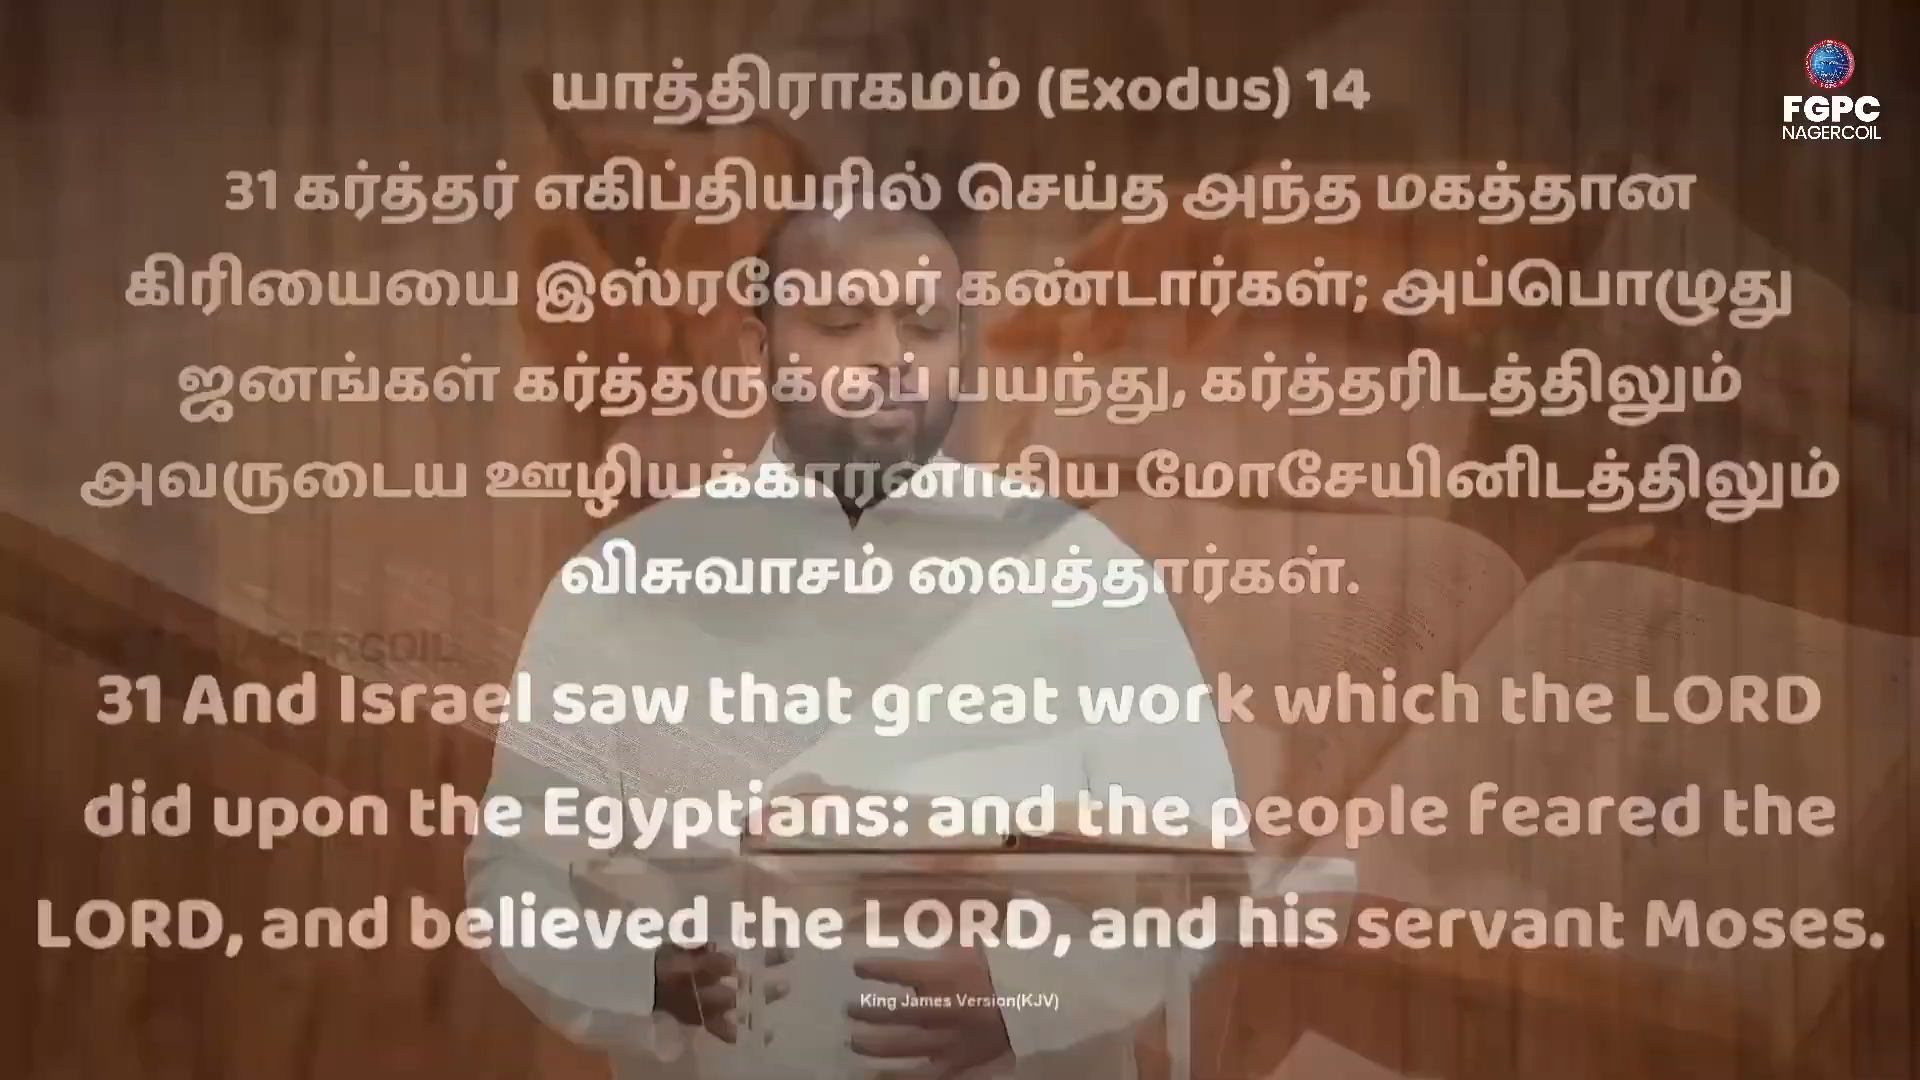 யாத்திராகமம் (Exodus) 14
31 கர்த்தர் எகிப்தியரில் செய்த அந்த மகத்தான
கிரியையை இஸ்ரவேலர் கண்டார்கள்; அப்பொழுது
ஜனங்கள் கர்த்தருக்குப் பயந்து, கர்த்தரிடத்திலும்
அவருடைய ஊழியக்காரனாகிய மோசேயினிடத்திலும்
விசுவாசம் வைத்தார்கள்.
31 And Israel saw that great work which the LORD
did upon the Egyptians: and the people feared the
LORD, and believed the LORD, and his servant Moses.
King James Version(KJV)
FGPC
NAGERCOIL